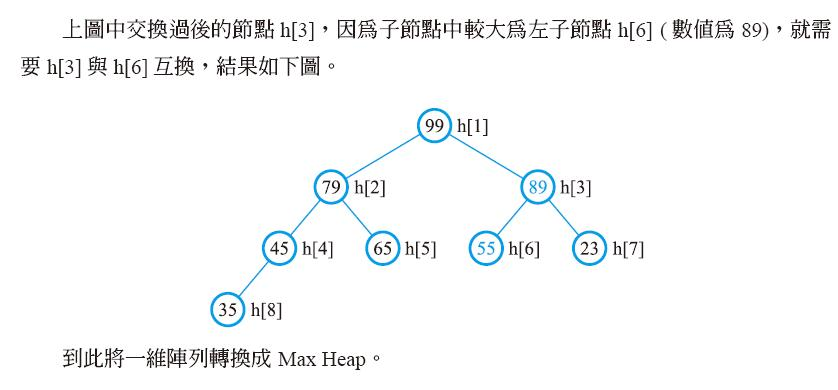 上圖中交換過後的節點 h[3]，因為子節點中較大為左子節點 h[6] ( 數值為 89)，就需
要 h[3] 與 h[6] 互換，結果如下圖。
99 h[1]
79 h[2] 89 h[3]
45 h[4] 65 h[5] 55 h[6] 23 h[7]
35 h[8]
到此將一維陣列轉換成 Max Heap。